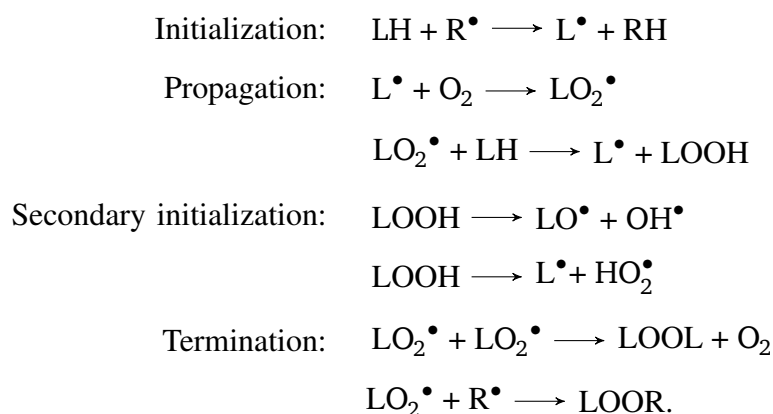 Initialization: LH + R• ⟶ L• + RH
Propagation: L• + O₂ ⟶ LO₂•
LO₂• + LH ⟶ L• + LOOH
Secondary initialization: LOOH ⟶ LO• + OH•
LOOH ⟶ L•+ HO₂•
Termination: LO₂• + LO₂• ⟶ LOOL + O₂
LO₂• + R• ⟶ LOOR.